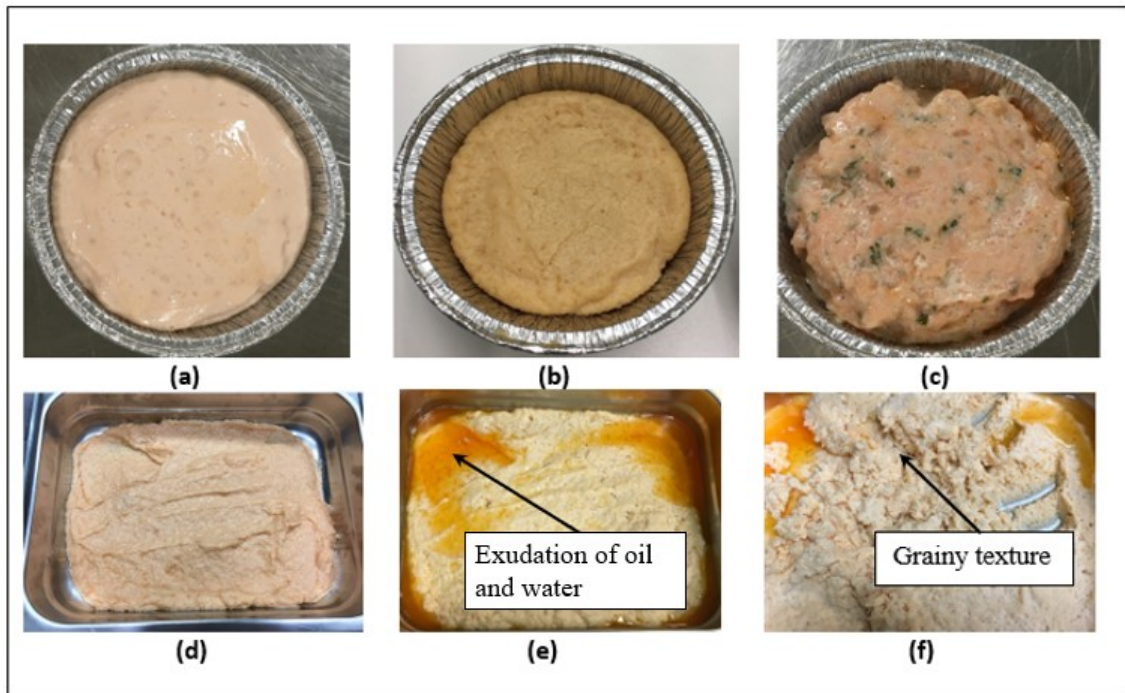 (a)
(b)
(c)
Exudation of oil
and water
Grainy texture
(d)
(e)
(f)